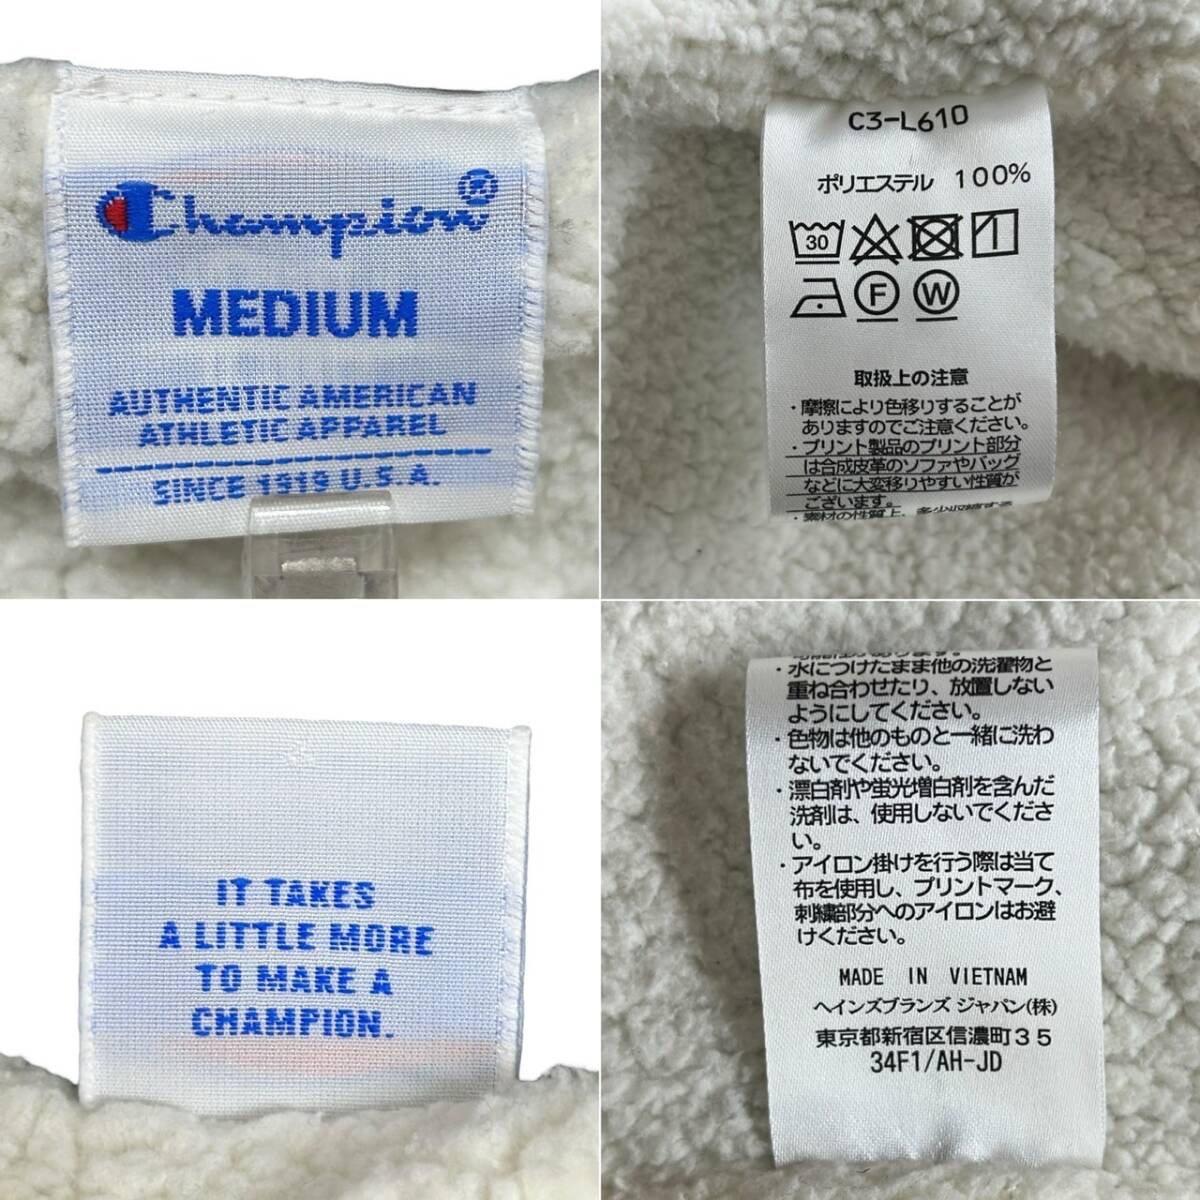 Champion®
MEDIUM
AUTHENTIC AMERICAN
ATHLETIC APPAREL
SINCE 1919 U.S.A.
C3-L610
ポリエステル 100%
30
F W
取扱上の注意
・摩擦により色移りすることが
ありますのでご注意ください。
・プリント製品のプリント部分
は合成皮革のソファやバッグ
などに大変移りやすい性質が
ございます。
・素材の性質上、多少収縮する
IT TAKES
A LITTLE MORE
TO MAKE A
CHAMPION.
・水につけたまま他の洗濯物と
重ね合わせたり、放置しない
ようにしてください。
・色物は他のものと一緒に洗わ
ないでください。
・漂白剤や蛍光増白剤を含んだ
洗剤は、使用しないでくださ
い。
・アイロン掛けを行う際は当て
布を使用し、プリントマーク、
刺繍部分へのアイロンはお避
けください。
MADE IN VIETNAM
ヘインズブランズ ジャパン(株)
東京都新宿区信濃町35
34F1/AH-JD